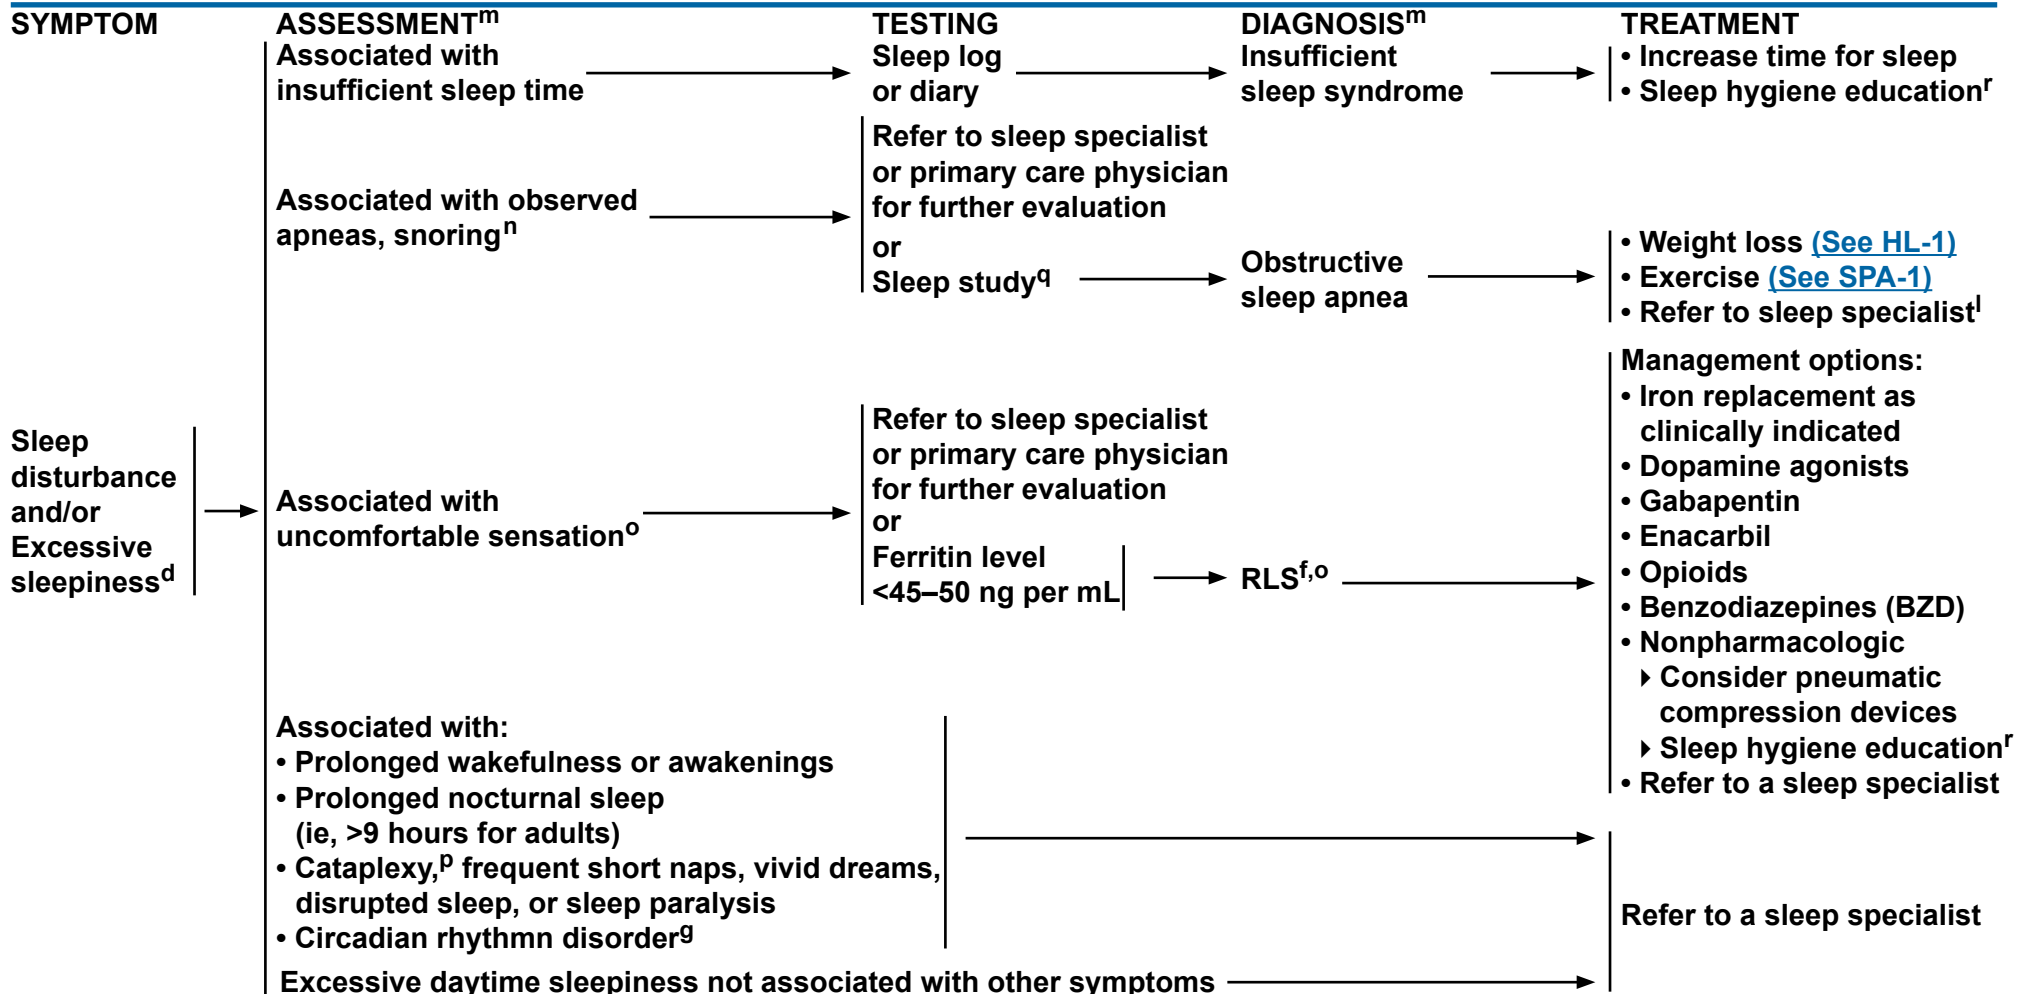 SYMPTOM ASSESSMENTᵐ TESTING DIAGNOSISᵐ TREATMENT
Associated with
insufficient sleep time
Sleep log
or diary
Insufficient
sleep syndrome
• Increase time for sleep
• Sleep hygiene educationʳ
Associated with observed
apneas, snoringⁿ
Refer to sleep specialist
or primary care physician
for further evaluation
or
Sleep study^q
Obstructive
sleep apnea
• Weight loss (See HL-1)
• Exercise (See SPA-1)
• Refer to sleep specialistˡ
Sleep
disturbance
and/or
Excessive
sleepinessᵈ
Associated with
uncomfortable sensationᵒ
Refer to sleep specialist
or primary care physician
for further evaluation
or
Ferritin level
<45–50 ng per mL
RLSᶠ,ᵒ
Management options:
• Iron replacement as
clinically indicated
• Dopamine agonists
• Gabapentin
• Enacarbil
• Opioids
• Benzodiazepines (BZD)
• Nonpharmacologic
Consider pneumatic
compression devices
Sleep hygiene educationʳ
• Refer to a sleep specialist
Associated with:
• Prolonged wakefulness or awakenings
• Prolonged nocturnal sleep
(ie, >9 hours for adults)
• Cataplexy,ᵖ frequent short naps, vivid dreams,
disrupted sleep, or sleep paralysis
• Circadian rhythmn disorderᵍ
Excessive daytime sleepiness not associated with other symptoms
Refer to a sleep specialist